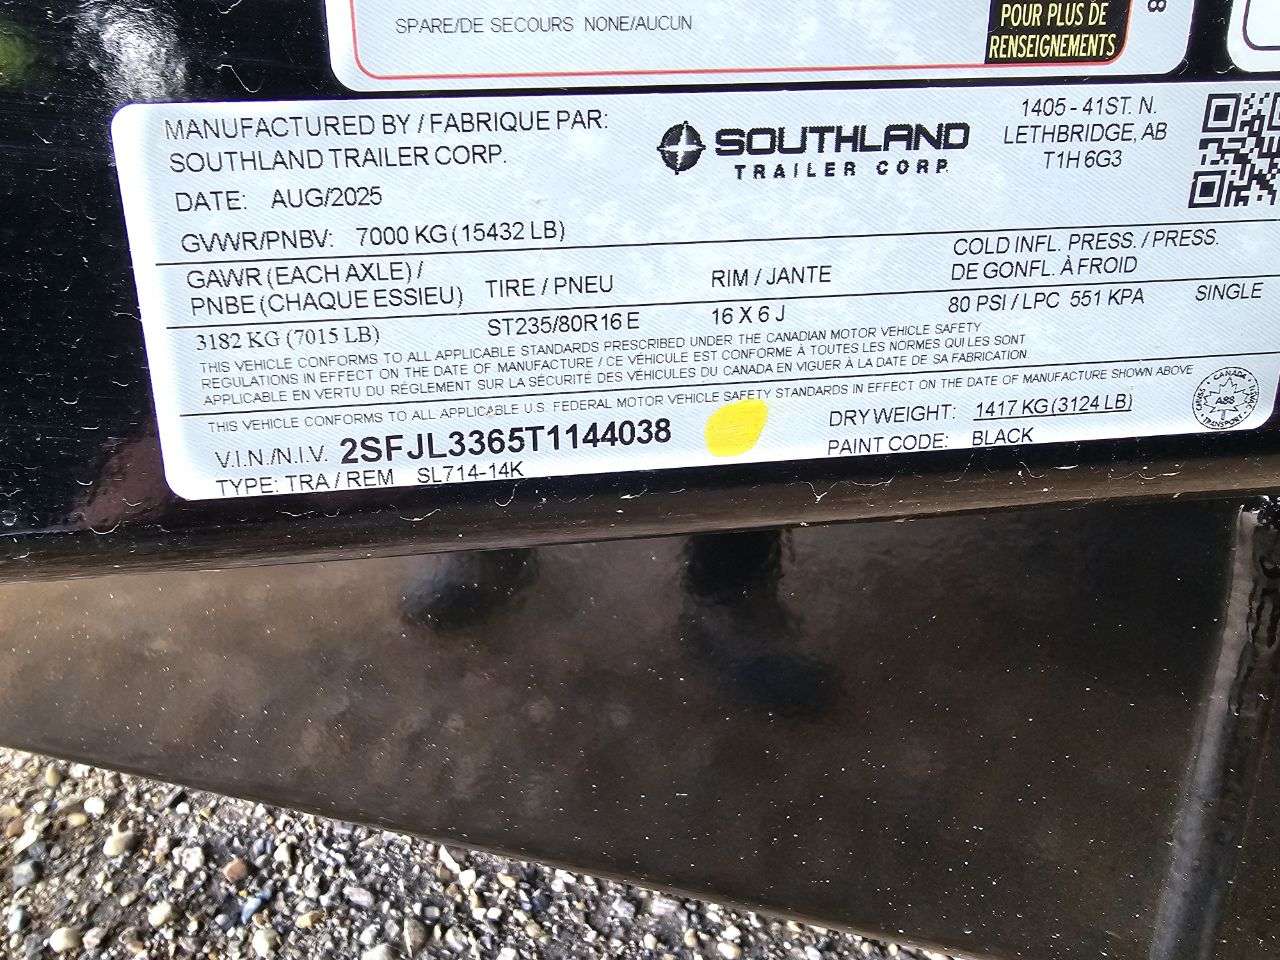 SPARE/DE SECOURS NONE/AUCUN
POUR PLUS DE
RENSEIGNEMENTS
8
MANUFACTURED BY / FABRIQUE PAR:
SOUTHLAND TRAILER CORP.
SOUTHLAND
TRAILER CORP
1405 - 41ST. N.
LETHBRIDGE, AB
T1H 6G3
DATE: AUG/2025
GVWR/PNBV: 7000 KG (15432 LB)
GAWR (EACH AXLE) /
PNBE (CHAQUE ESSIEU)
TIRE / PNEU
RIM / JANTE
COLD INFL. PRESS. / PRESS.
DE GONFL. À FROID
3182 KG (7015 LB) ST235/80R16 E 16 X 6 J 80 PSI / LPC 551 KPA SINGLE
THIS VEHICLE CONFORMS TO ALL APPLICABLE STANDARDS PRESCRIBED UNDER THE CANADIAN MOTOR VEHICLE SAFETY
REGULATIONS IN EFFECT ON THE DATE OF MANUFACTURE / CE VÉHICULE EST CONFORME À TOUTES LES NORMES QUI LES SONT
APPLICABLE EN VERTU DU RÉGLEMENT SUR LA SÉCURITÉ DES VÉHICULES DU CANADA EN VIGUER À LA DATE DE SA FABRICATION
THIS VEHICLE CONFORMS TO ALL APPLICABLE U.S. FEDERAL MOTOR VEHICLE SAFETY STANDARDS IN EFFECT ON THE DATE OF MANUFACTURE SHOWN ABOVE
V.I.N./N.I.V. 2SFJL3365T1144038
DRY WEIGHT: 1417 KG (3124 LB)
TYPE: TRA / REM SL714-14K
PAINT CODE: BLACK
CANADA
A88
TRANSPORT